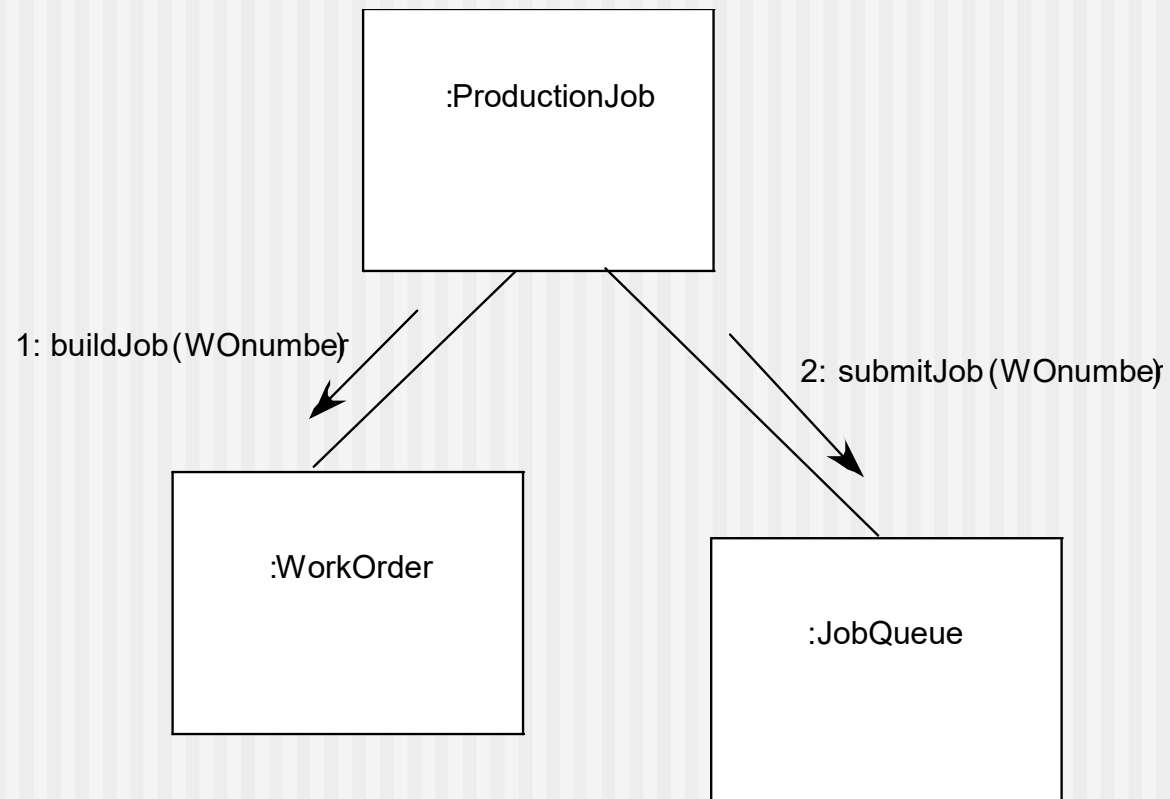 :ProductionJob
1: buildJob (WOnumber)
2: submitJob (WOnumber)
:WorkOrder
:JobQueue